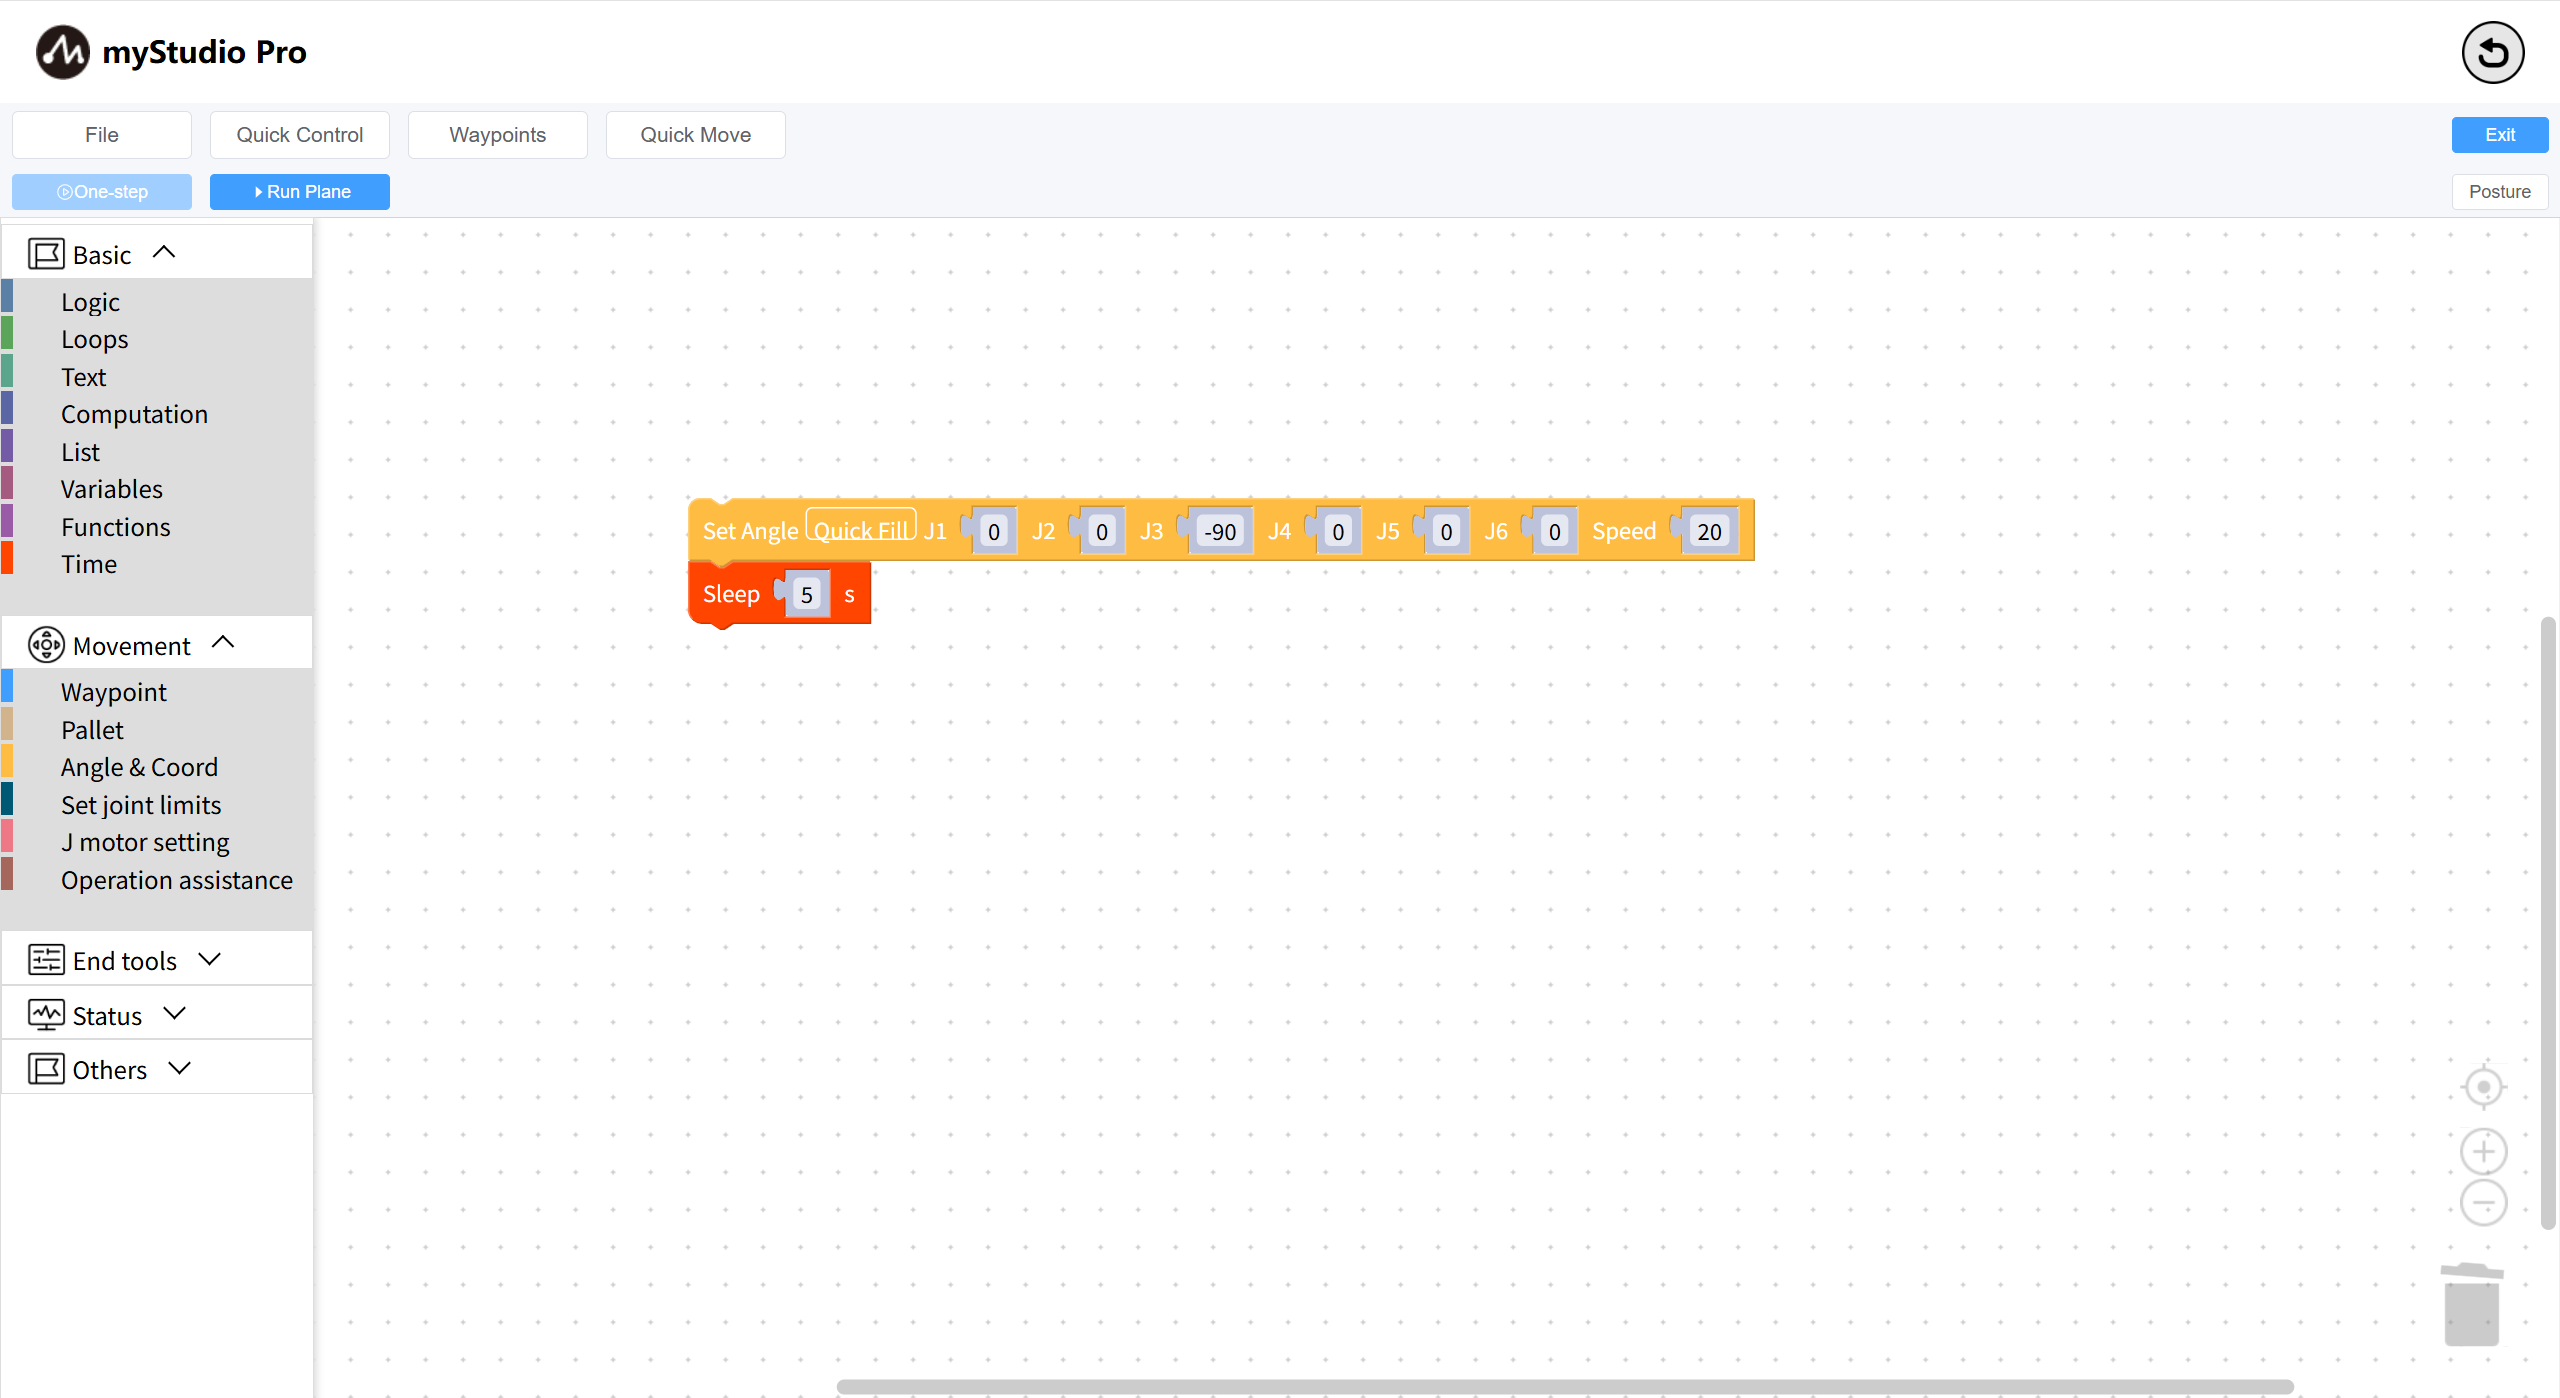 myStudio Pro
File
Quick Control
Waypoints
Quick Move
Exit
One-step
Run Plane
Posture
Basic
Logic
Loops
Text
Computation
List
Variables
Functions
Time
Movement
Waypoint
Pallet
Angle & Coord
Set joint limits
J motor setting
Operation assistance
End tools
Status
Others
Set Angle Quick Fill J1 0 J2 0 J3 -90 J4 0 J5 0 J6 0 Speed 20
Sleep 5 s